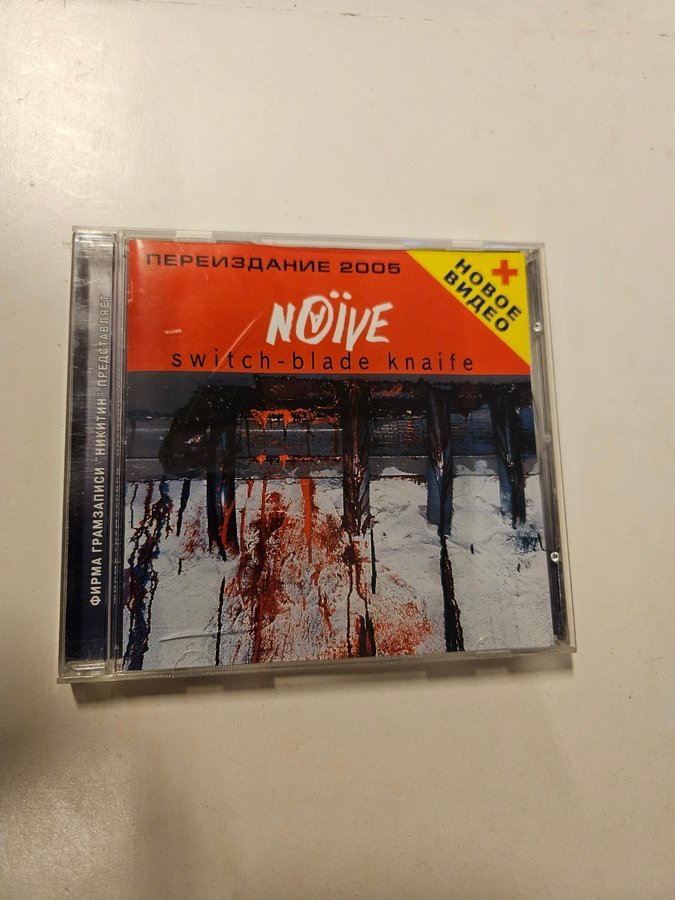 ПЕРЕИЗДАНИЕ 2005
+
НОВОЕ
ВИДЕО
NAÏVE
switch-blade knaife
ФИРМА ГРАМЗАПИСИ "НИКИТИН" ПРЕДСТАВЛЯЕТ